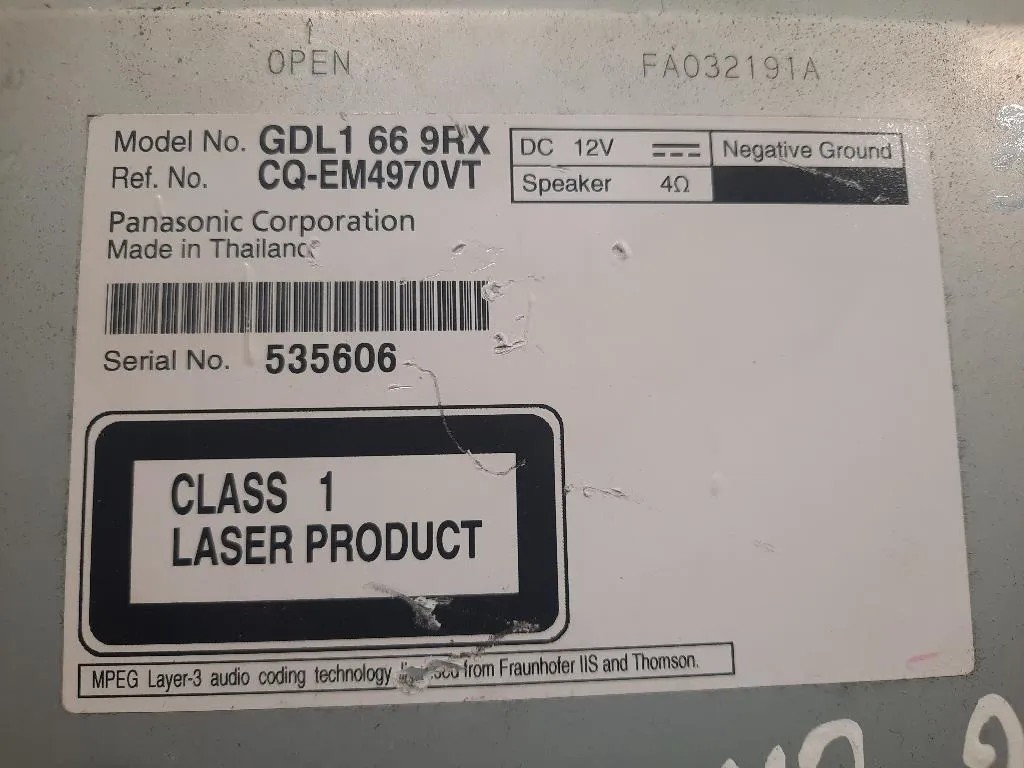 OPEN
FA032191A
Model No. GDL1 66 9RX
Ref. No. CQ-EM4970VT
DC 12V
Negative Ground
Speaker 4Ω
Panasonic Corporation
Made in Thailand
Serial No. 535606
CLASS 1
LASER PRODUCT
MPEG Layer-3 audio coding technology licensed from Fraunhofer IIS and Thomson.